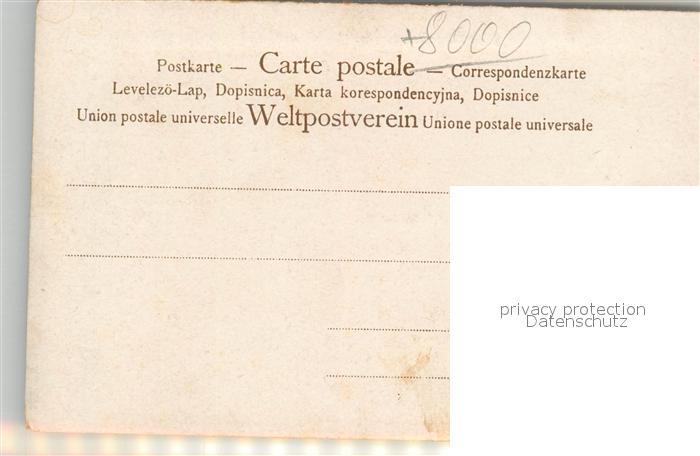 +8000
Postkarte — Carte postale — Correspondenzkarte
Levelezö-Lap, Dopisnica, Karta korespondencyjna, Dopisnice
Union postale universelle Weltpostverein Unione postale universale
privacy protection
Datenschutz